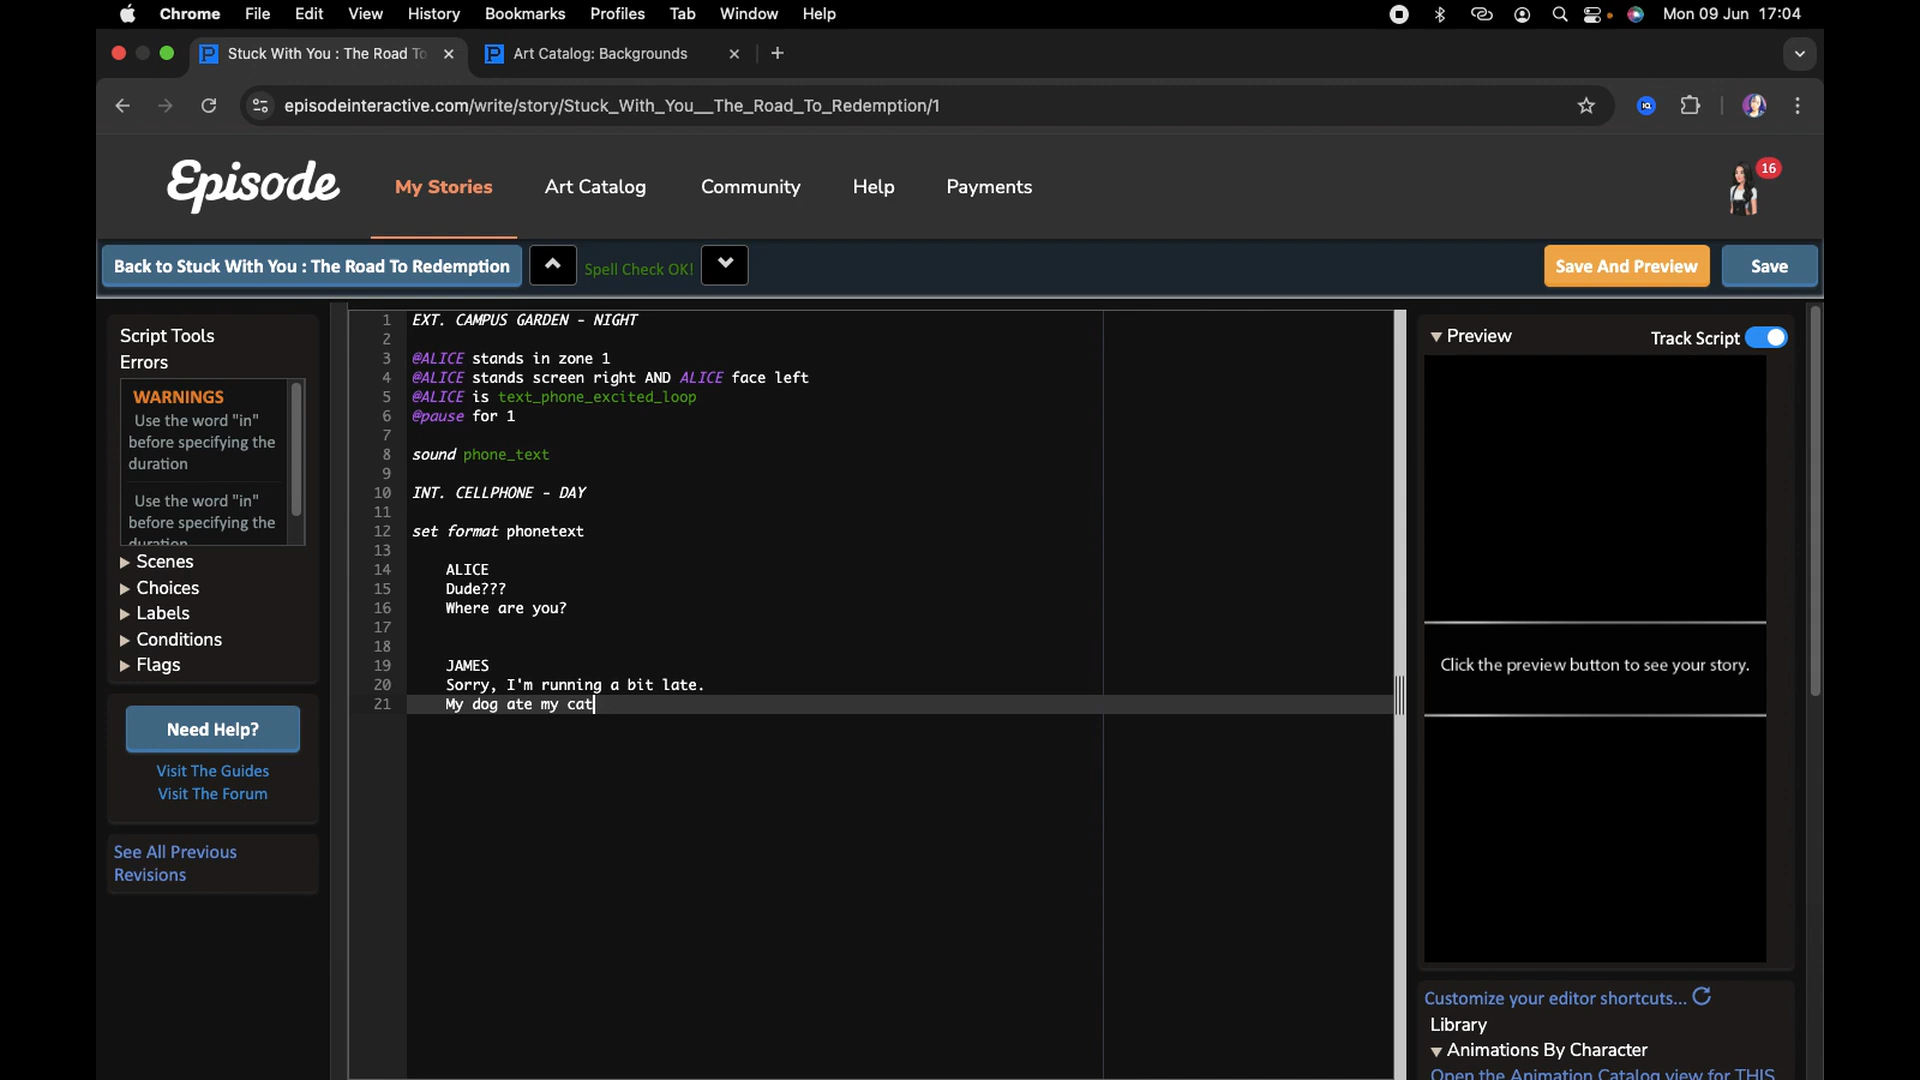 Chrome File Edit View History Bookmarks Profiles Tab Window Help Mon 09 Jun 17:04
Stuck With You : The Road To Art Catalog: Backgrounds
episodeinteractive.com/write/story/Stuck_With_You__The_Road_To_Redemption/1
Episode My Stories Art Catalog Community Help Payments 16
Back to Stuck With You : The Road To Redemption Spell Check OK! Save And Preview Save
Script Tools
Errors
WARNINGS
Use the word "in"
before specifying the
duration
Use the word "in"
before specifying the
duration
Scenes
Choices
Labels
Conditions
Flags
Need Help?
Visit The Guides
Visit The Forum
See All Previous
Revisions
1 EXT. CAMPUS GARDEN - NIGHT
2
3 @ALICE stands in zone 1
4 @ALICE stands screen right AND ALICE face left
5 @ALICE is text_phone_excited_loop
6 @pause for 1
7
8 sound phone_text
9
10 INT. CELLPHONE - DAY
11
12 set format phonetext
13
14 ALICE
15 Dude???
16 Where are you?
17
18
19 JAMES
20 Sorry, I'm running a bit late.
21 My dog ate my cat
Preview Track Script
Click the preview button to see your story.
Customize your editor shortcuts...
Library
Animations By Character
Open the Animation Catalog view for THIS